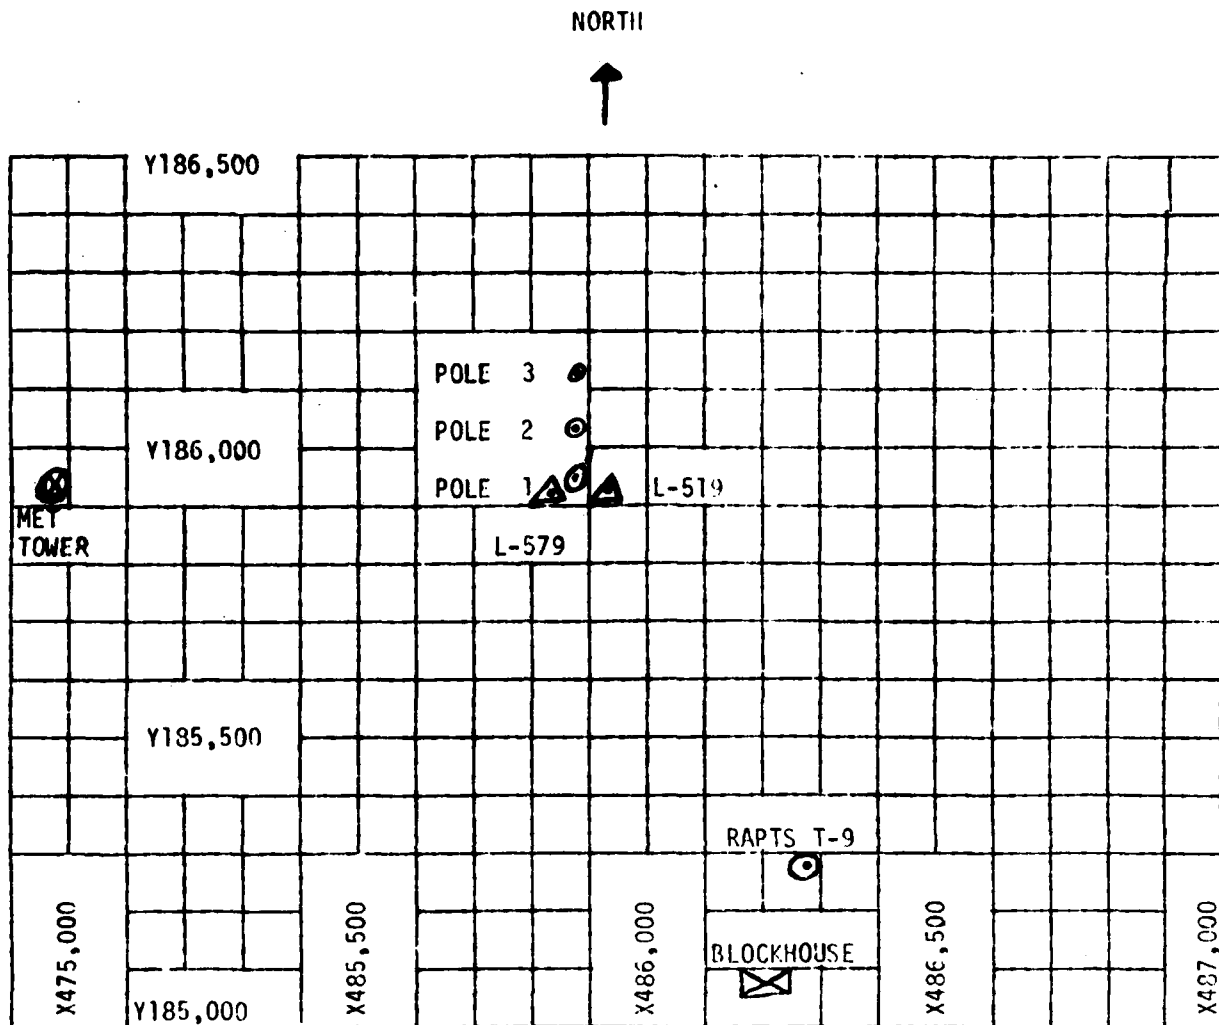 NORTH
Y186,500
POLE 3
POLE 2
Y186,000
POLE 1
L-519
MET
TOWER
L-579
Y185,500
RAPTS T-9
BLOCKHOUSE
X475,000
X485,500
X486,000
X486,500
X487,000
Y185,000